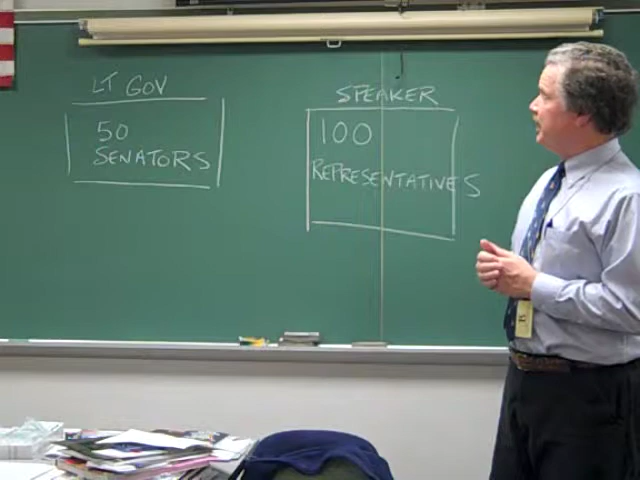 LT GOV
50
SENATORS
SPEAKER
100
REPRESENTATIVES